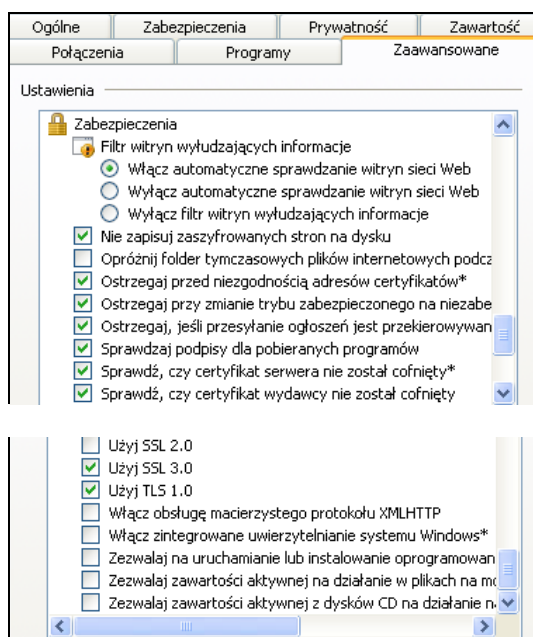 Ogólne Zabezpieczenia Prywatność Zawartość
Połączenia Programy Zaawansowane
Ustawienia
Zabezpieczenia
Filtr witryn wyłudzających informacje
Włącz automatyczne sprawdzanie witryn sieci Web
Wyłącz automatyczne sprawdzanie witryn sieci Web
Wyłącz filtr witryn wyłudzających informacje
Nie zapisuj zaszyfrowanych stron na dysku
Opróżnij folder tymczasowych plików internetowych podcz
Ostrzegaj przed niezgodnością adresów certyfikatów*
Ostrzegaj przy zmianie trybu zabezpieczonego na niezabe
Ostrzegaj, jeśli przesyłanie ogłoszeń jest przekierowywan
Sprawdzaj podpisy dla pobieranych programów
Sprawdź, czy certyfikat serwera nie został cofnięty*
Sprawdź, czy certyfikat wydawcy nie został cofnięty
Użyj SSL 2.0
Użyj SSL 3.0
Użyj TLS 1.0
Włącz obsługę macierzystego protokołu XMLHTTP
Włącz zintegrowane uwierzytelnianie systemu Windows*
Zezwalaj na uruchamianie lub instalowanie oprogramowan
Zezwalaj zawartości aktywnej na działanie w plikach na
Zezwalaj zawartości aktywnej z dysków CD na działanie